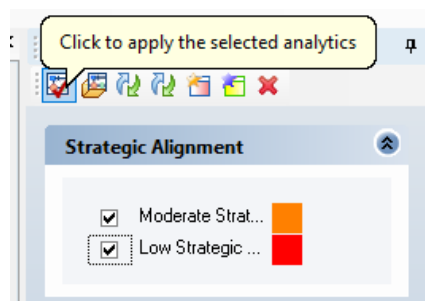 Click to apply the selected analytics
Strategic Alignment
Moderate Strat...
Low Strategic ...